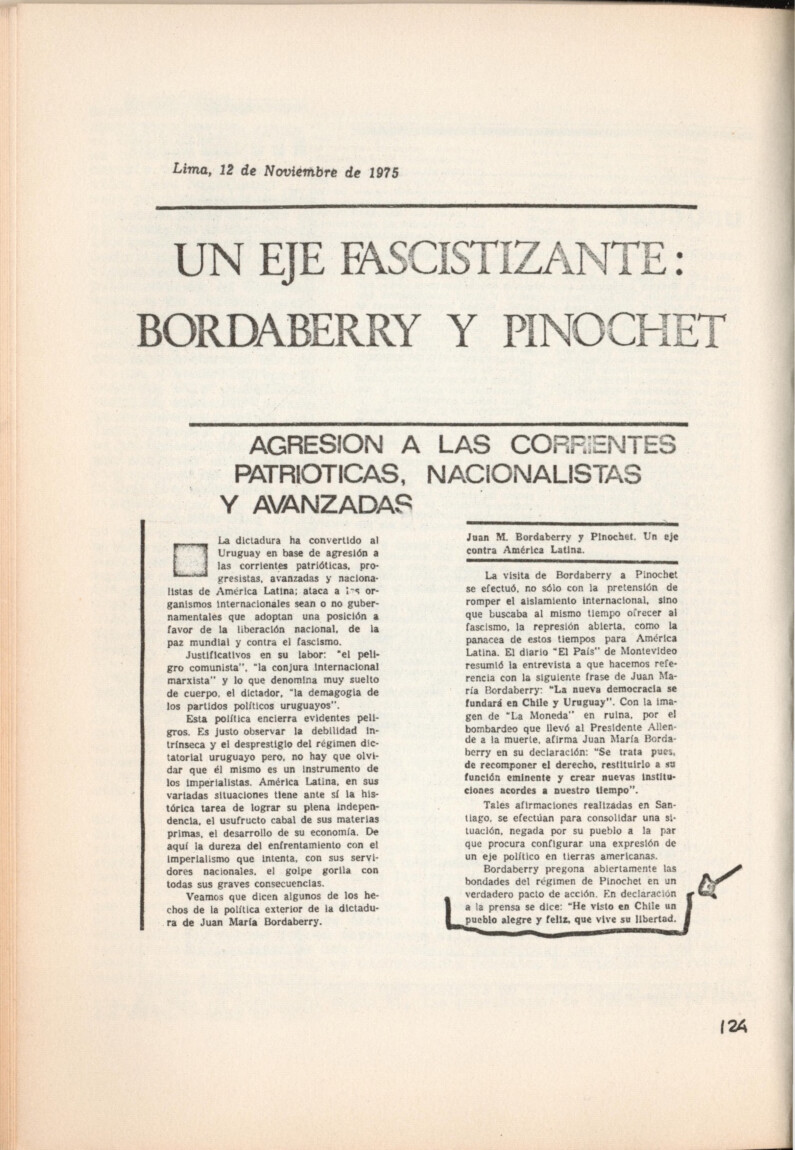 Lima, 12 de Noviembre de 1975
UN EJE FASCISTIZANTE:
BORDABERRY Y PINOCHET
AGRESION A LAS CORRIENTES
PATRIOTICAS, NACIONALISTAS
Y AVANZADAS
La dictadura ha convertido al
Uruguay en base de agresión a
las corrientes patrióticas, pro-
gresistas, avanzadas y naciona-
listas de América Latina; ataca a los or-
ganismos internacionales sean o no guber-
namentales que adoptan una posición a
favor de la liberación nacional, de la
paz mundial y contra el fascismo.
Justificativos en su labor: "el peli-
gro comunista", "la conjura internacional
marxista" y lo que denomina muy suelto
de cuerpo, el dictador, "la demagogia de
los partidos políticos uruguayos".
Esta política encierra evidentes peli-
gros. Es justo observar la debilidad in-
trínseca y el desprestigio del régimen dic-
tatorial uruguayo pero, no hay que olvi-
dar que él mismo es un instrumento de
los imperialistas. América Latina, en sus
variadas situaciones tiene ante sí la his-
tórica tarea de lograr su plena indepen-
dencia, el usufructo cabal de sus materias
primas, el desarrollo de su economía. De
aquí la dureza del enfrentamiento con el
imperialismo que intenta, con sus servi-
dores nacionales, el golpe gorila con
todas sus graves consecuencias.
Veamos que dicen algunos de los he-
chos de la política exterior de la dictadu-
ra de Juan María Bordaberry.
Juan M. Bordaberry y Pinochet. Un eje
contra América Latina.
La visita de Bordaberry a Pinochet
se efectuó, no sólo con la pretensión de
romper el aislamiento internacional, sino
que buscaba al mismo tiempo ofrecer al
fascismo, la represión abierta, como la
panacea de estos tiempos para América
Latina. El diario "El País" de Montevideo
resumió la entrevista a que hacemos refe-
rencia con la siguiente frase de Juan Ma-
ría Bordaberry: "La nueva democracia se
fundará en Chile y Uruguay". Con la ima-
gen de "La Moneda" en ruina, por el
bombardeo que llevó al Presidente Allen-
de a la muerte, afirma Juan María Borda-
berry en su declaración: "Se trata pues,
de recomponer el derecho, restituirlo a su
función eminente y crear nuevas institu-
ciones acordes a nuestro tiempo".
Tales afirmaciones realizadas en San-
tiago, se efectúan para consolidar una si-
tuación, negada por su pueblo a la par
que procura configurar una expresión de
un eje político en tierras americanas.
Bordaberry pregona abiertamente las
bondades del régimen de Pinochet en un
verdadero pacto de acción. En declaración
a la prensa se dice: "He visto en Chile un
pueblo alegre y feliz, que vive su libertad.
124